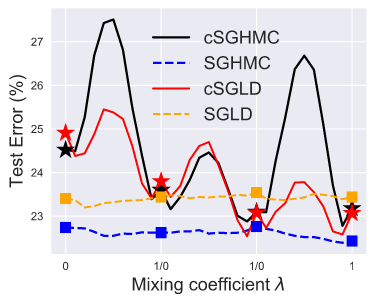 Test Error (%)
27
26
25
24
23
cSGHMC
SGHMC
cSGLD
SGLD
0
1/0
1/0
1
Mixing coefficient λ